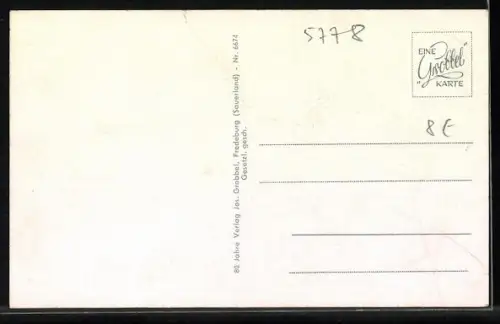 5778
EINE
"Grobbel"
KARTE
8 €
80 Jahre Verlag Jos. Grobbel, Fredeburg (Sauerland) - Nr. 6674
Gesetzl. gesch.